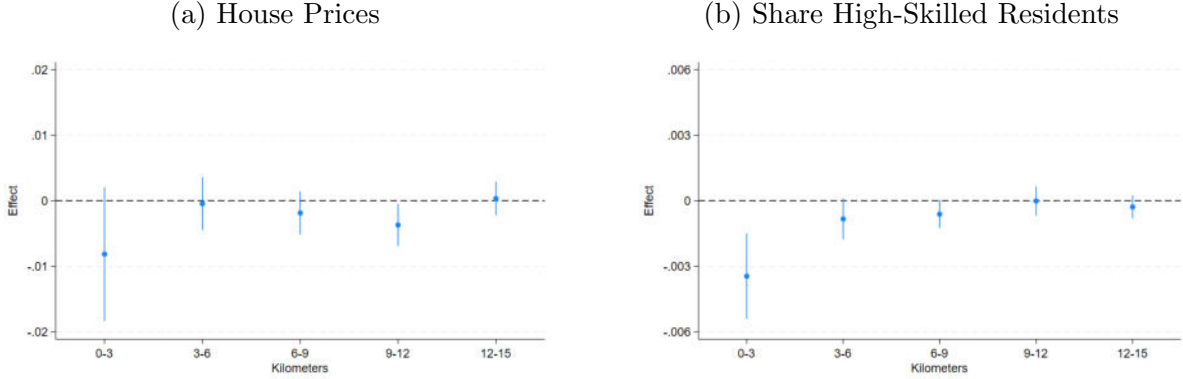 (a) House Prices
.02
.01
0
-.01
-.02
Effect
0-3 3-6 6-9 9-12 12-15
Kilometers
(b) Share High-Skilled Residents
.006
.003
0
-.003
-.006
Effect
0-3 3-6 6-9 9-12 12-15
Kilometers